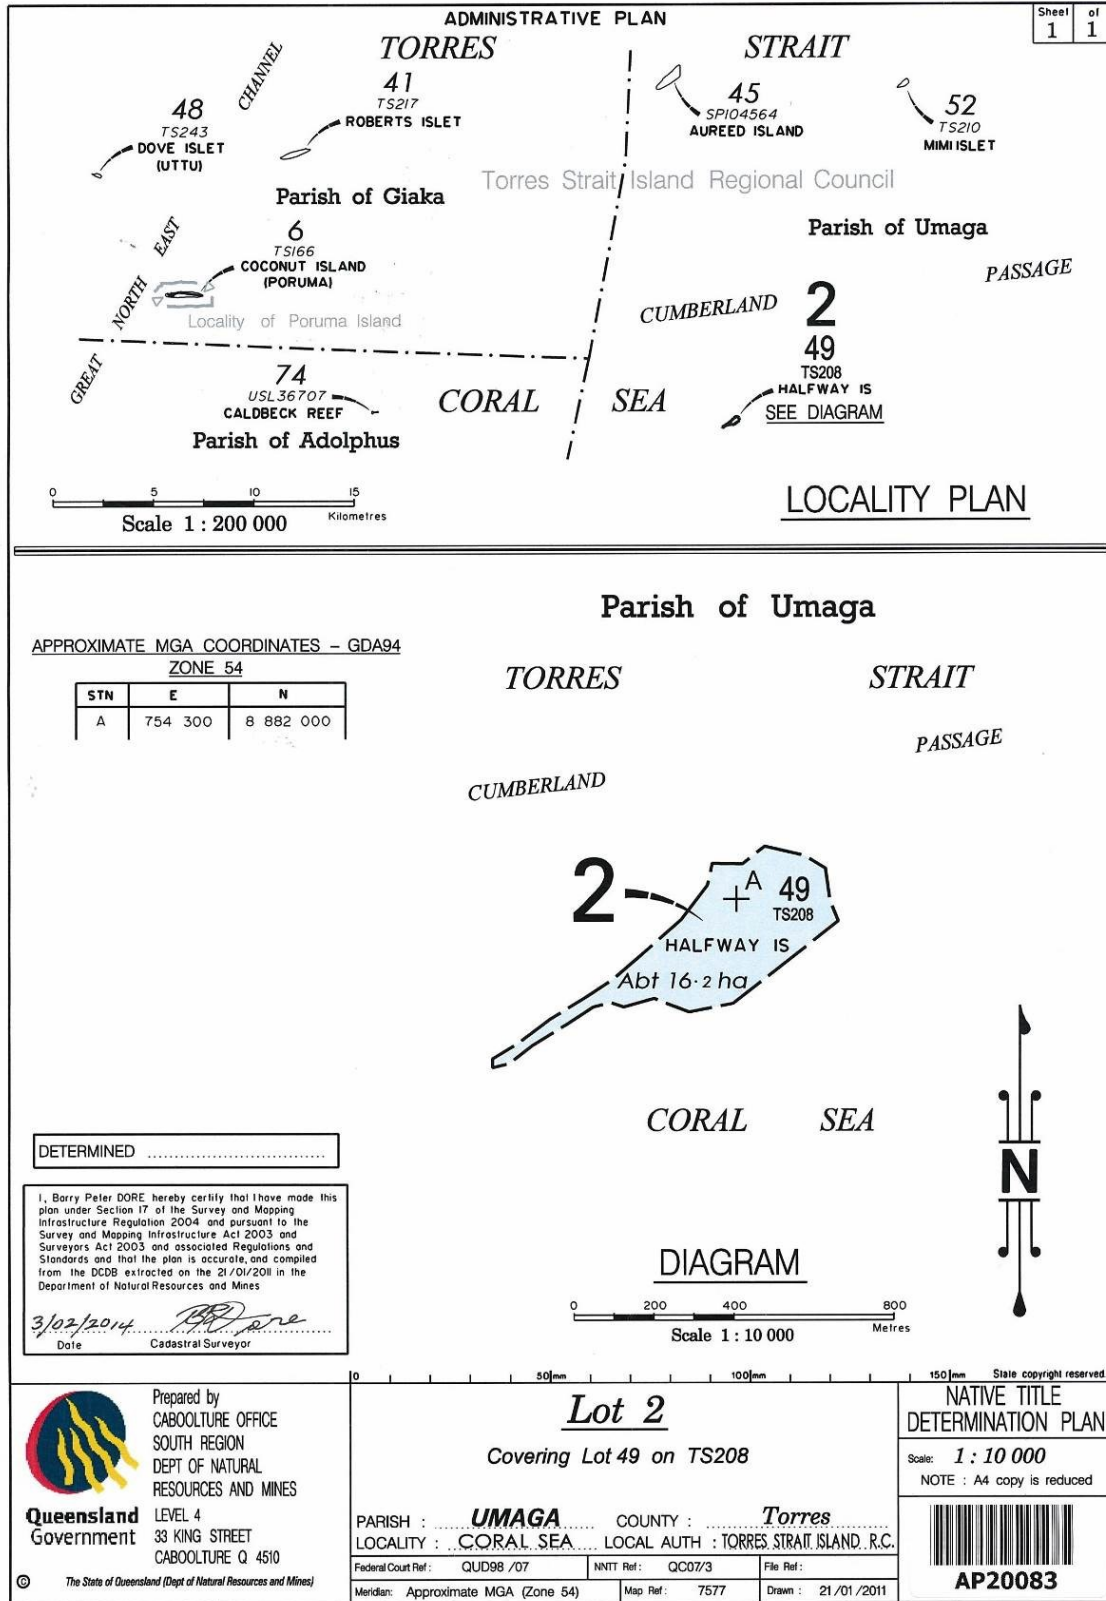 ADMINISTRATIVE PLAN
Sheet of
1 1
TORRES STRAIT
GREAT NORTH EAST CHANNEL
48
TS243
DOVE ISLET
(UTTU)
41
TS217
ROBERTS ISLET
45
SP104564
AUREED ISLAND
52
TS210
MIMI ISLET
Torres Strait Island Regional Council
Parish of Giaka
Parish of Umaga
6
TS166
COCONUT ISLAND
(PORUMA)
Locality of Poruma Island
CUMBERLAND PASSAGE
2
49
TS208
HALFWAY IS
SEE DIAGRAM
74
USL36707
CALDBECK REEF
CORAL SEA
Parish of Adolphus
0 5 10 15
Kilometres
Scale 1 : 200 000
LOCALITY PLAN
Parish of Umaga
APPROXIMATE MGA COORDINATES – GDA94
ZONE 54
STN E N
A 754 300 8 882 000
TORRES STRAIT
CUMBERLAND PASSAGE
2
A 49
TS208
HALFWAY IS
Abt 16·2 ha
CORAL SEA
N
DETERMINED ................................
I, Barry Peter DORE hereby certify that I have made this
plan under Section 17 of the Survey and Mapping
Infrastructure Regulation 2004 and pursuant to the
Survey and Mapping Infrastructure Act 2003 and
Surveyors Act 2003 and associated Regulations and
Standards and that the plan is accurate, and compiled
from the DCDB extracted on the 21/01/2011 in the
Department of Natural Resources and Mines
3/02/2014
Date Cadastral Surveyor
DIAGRAM
0 200 400 800
Metres
Scale 1 : 10 000
0 50mm 100mm 150mm State copyright reserved.
Queensland
Government
Prepared by
CABOOLTURE OFFICE
SOUTH REGION
DEPT OF NATURAL
RESOURCES AND MINES
LEVEL 4
33 KING STREET
CABOOLTURE Q 4510
© The State of Queensland (Dept of Natural Resources and Mines)
Lot 2
Covering Lot 49 on TS208
PARISH : UMAGA COUNTY : Torres
LOCALITY : CORAL SEA LOCAL AUTH : TORRES STRAIT ISLAND R.C.
Federal Court Ref : QUD98 /07 NNTT Ref : QC07/3 File Ref :
Meridian: Approximate MGA (Zone 54) Map Ref : 7577 Drawn : 21 /01 /2011
NATIVE TITLE
DETERMINATION PLAN
Scale: 1 : 10 000
NOTE : A4 copy is reduced
AP20083